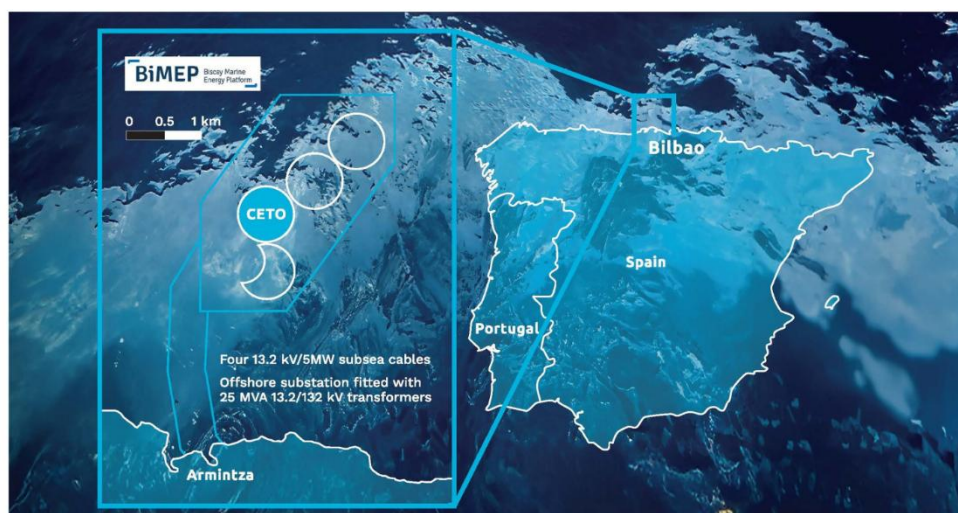 BiMEP
Biscay Marine
Energy Platform
0 0.5 1 km
CETO
Four 13.2 kV/5MW subsea cables
Offshore substation fitted with
25 MVA 13.2/132 kV transformers
Armintza
Bilbao
Spain
Portugal